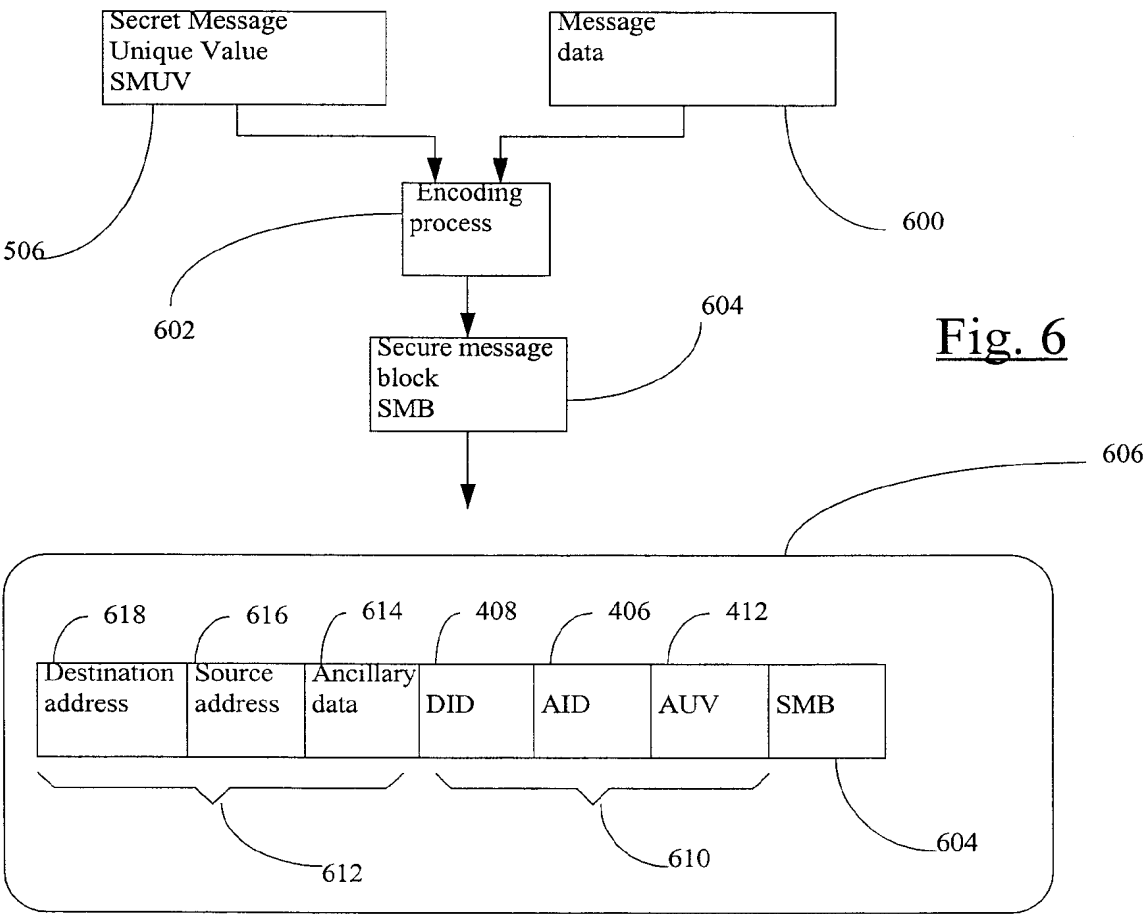 Secret Message
Unique Value
SMUV
Message
data
Encoding
process
506
600
602
604
Secure message
block
SMB
Fig. 6
606
618
616
614
408
406
412
Destination
address
Source
address
Ancillary
data
DID
AID
AUV
SMB
612
610
604